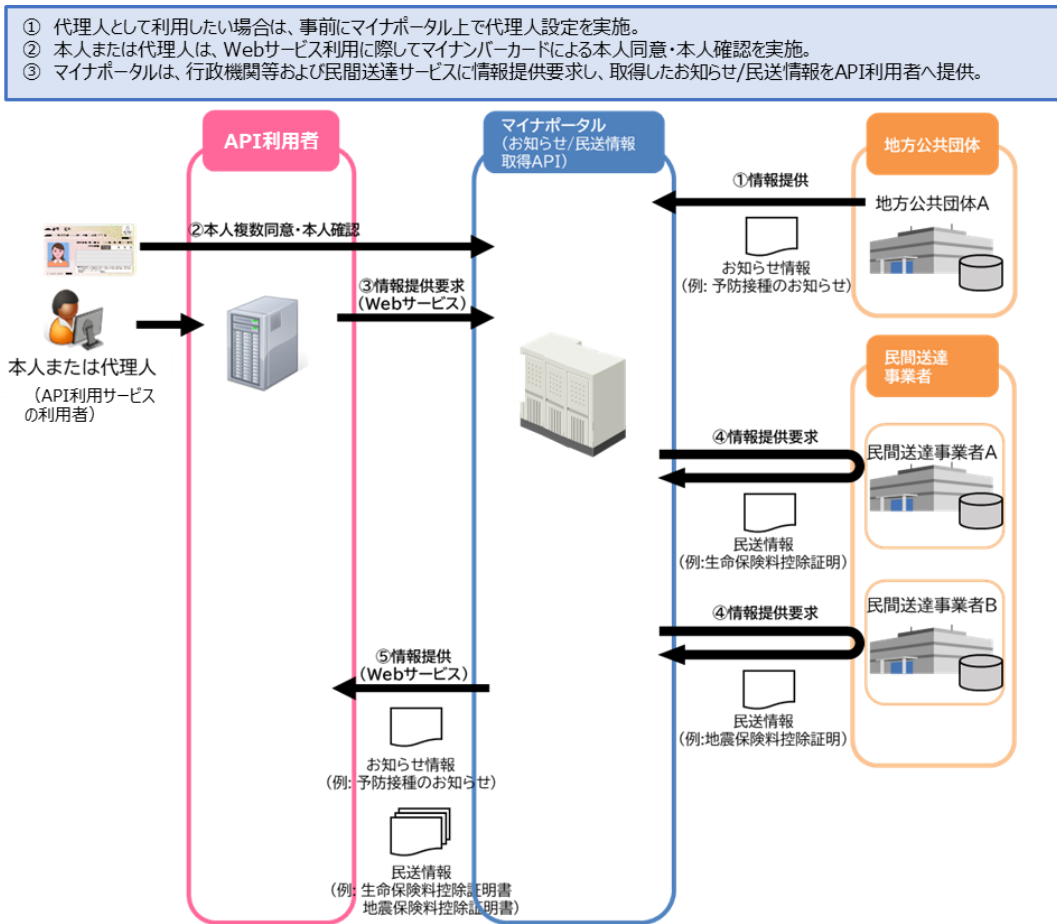 ① 代理人として利用したい場合は、事前にマイナポータル上で代理人設定を実施。
② 本人または代理人は、Webサービス利用に際してマイナンバーカードによる本人同意・本人確認を実施。
③ マイナポータルは、行政機関等および民間送達サービスに情報提供要求し、取得したお知らせ/民送情報をAPI利用者へ提供。
API利用者
マイナポータル
(お知らせ/民送情報
取得API)
地方公共団体
①情報提供
地方公共団体A
②本人複数同意・本人確認
お知らせ情報
(例: 予防接種のお知らせ)
③情報提供要求
(Webサービス)
本人または代理人
(API利用サービス
の利用者)
民間送達
事業者
④情報提供要求
民間送達事業者A
民送情報
(例:生命保険料控除証明)
④情報提供要求
民間送達事業者B
民送情報
(例:地震保険料控除証明)
⑤情報提供
(Webサービス)
お知らせ情報
(例: 予防接種のお知らせ)
民送情報
(例: 生命保険料控除証明書
地震保険料控除証明書)